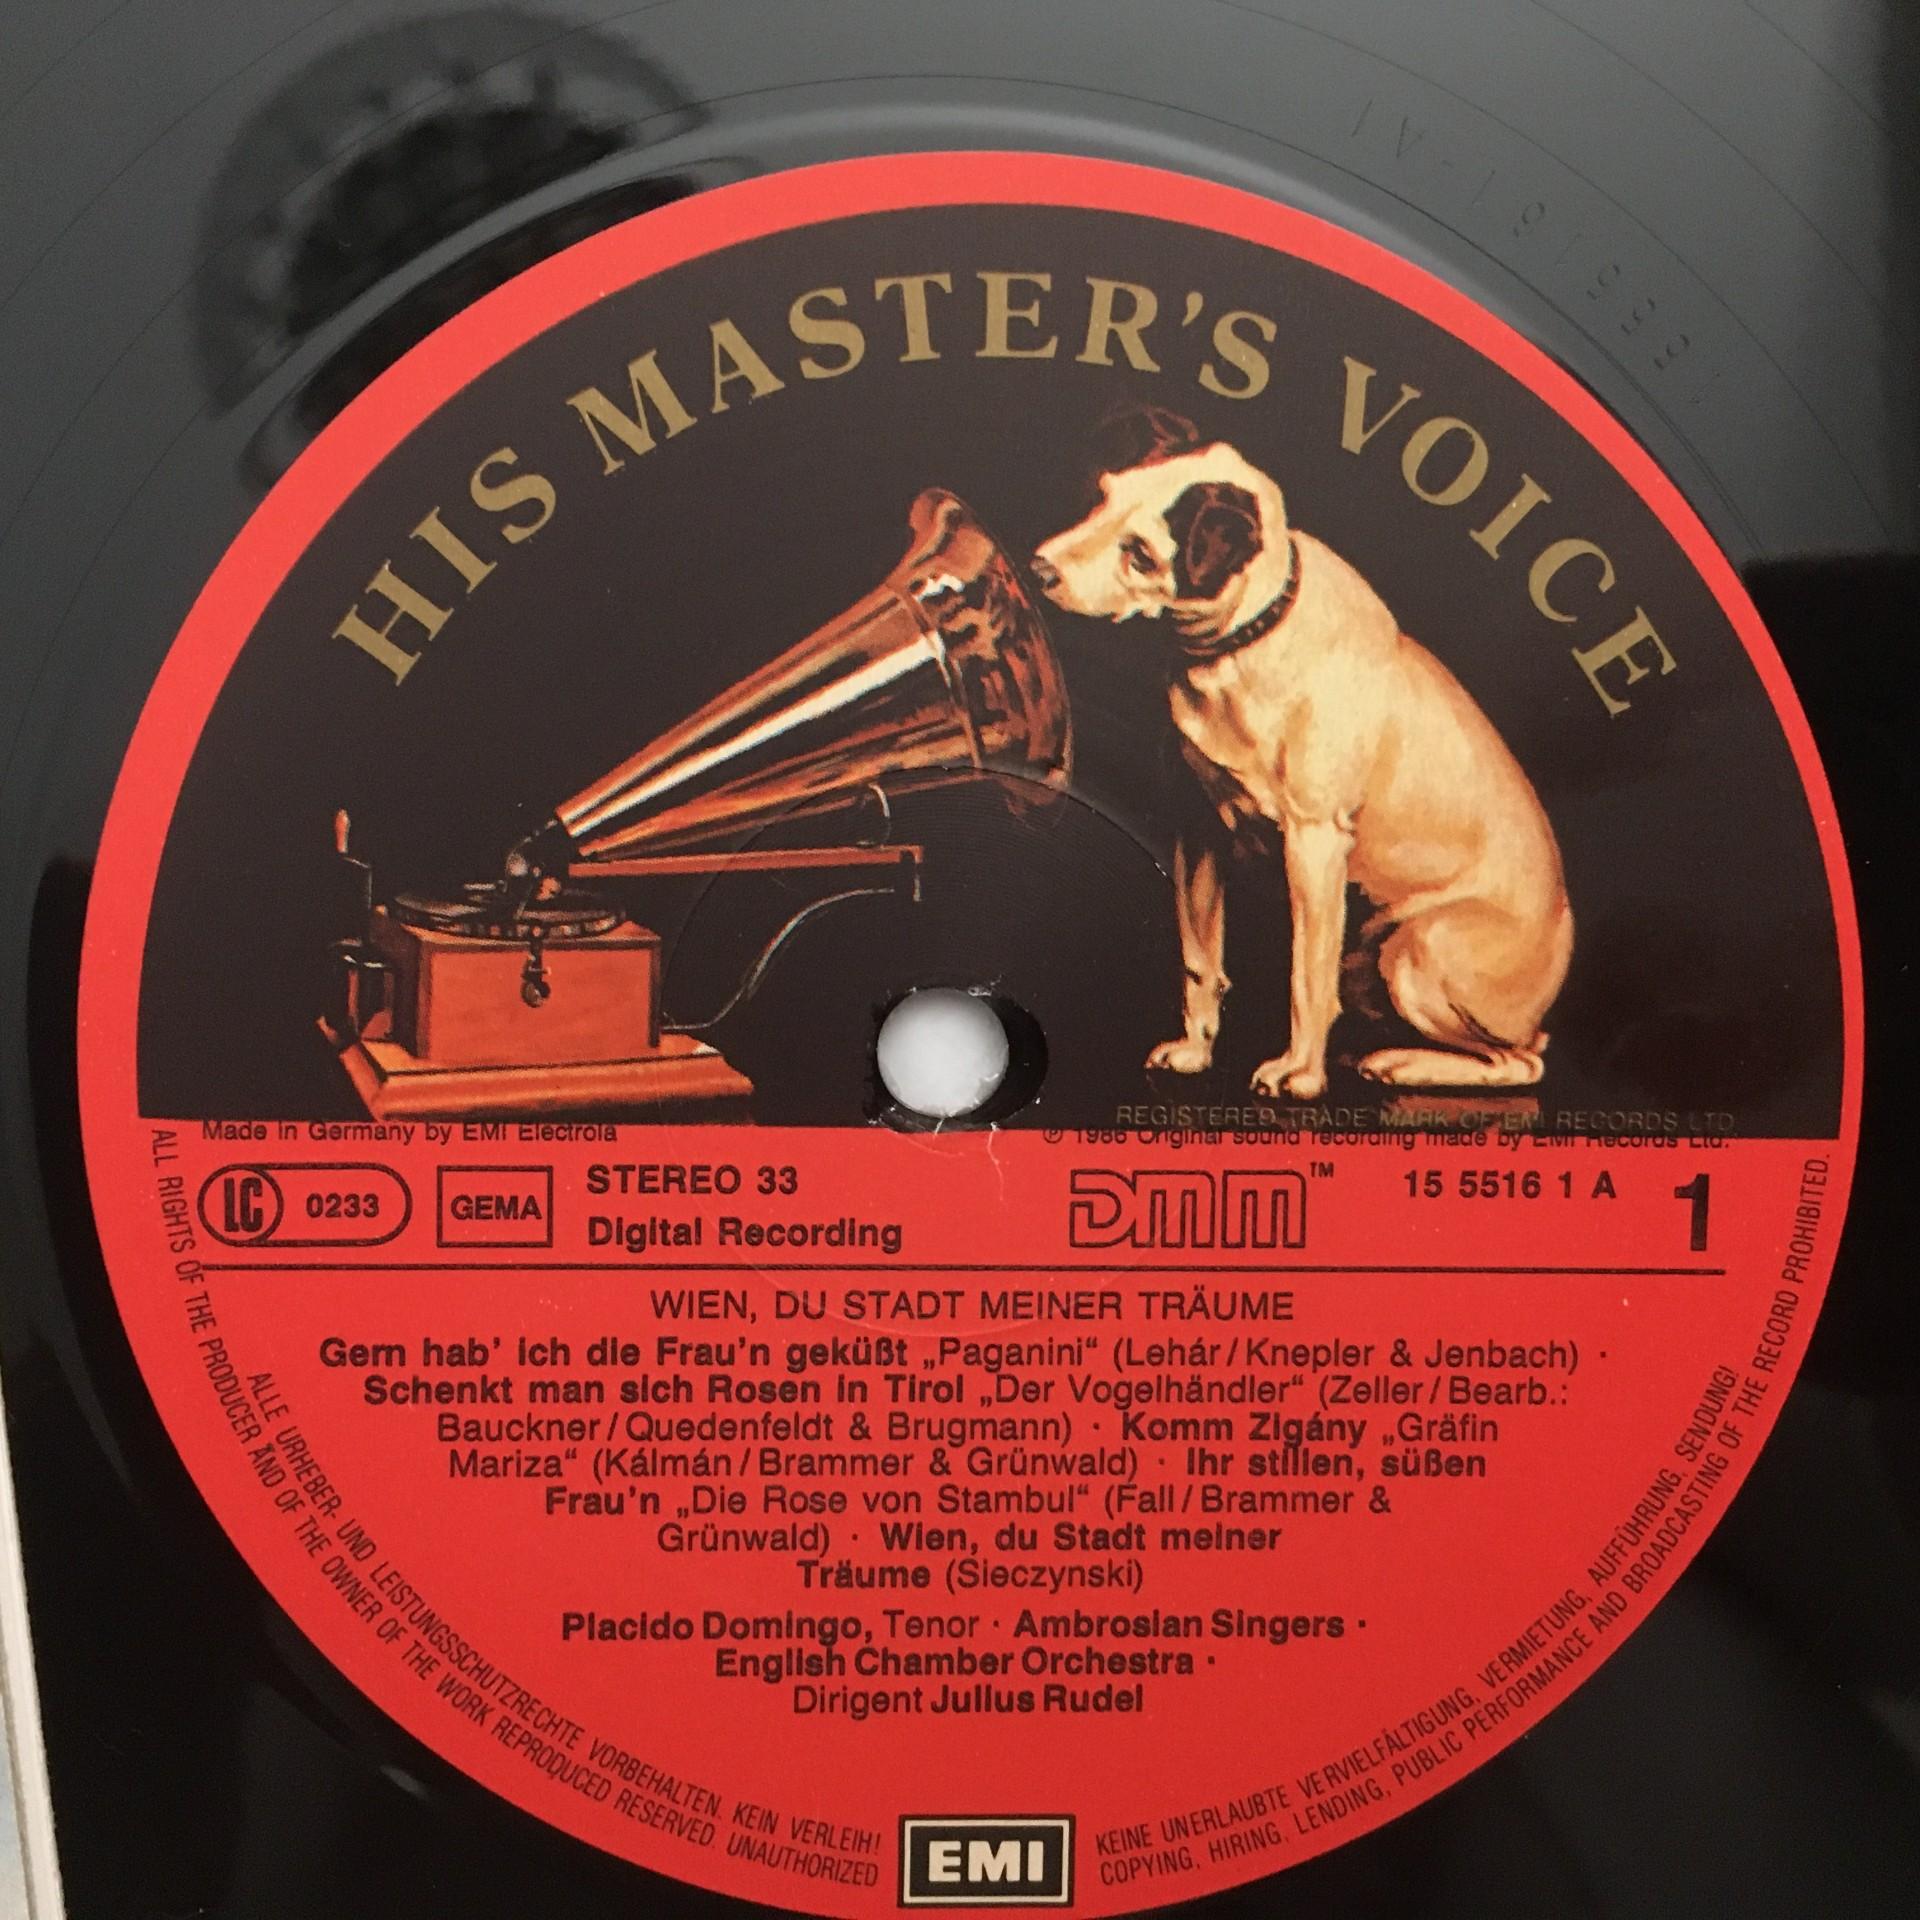 HIS MASTER'S VOICE
REGISTERED TRADE MARK OF EMI RECORDS LTD.
Made in Germany by EMI Electrola
℗ 1986 Original sound recording made by EMI Records Ltd.
LC 0233
GEMA
STEREO 33
Digital Recording
DMM™
15 5516 1 A
1
WIEN, DU STADT MEINER TRÄUME
Gern hab' ich die Frau'n geküßt „Paganini“ (Lehár/Knepler & Jenbach) ·
Schenkt man sich Rosen in Tirol „Der Vogelhändler“ (Zeller/Bearb.:
Bauckner/Quedenfeldt & Brugmann) · Komm Zigány „Gräfin
Mariza“ (Kálmán/Brammer & Grünwald) · Ihr stillen, süßen
Frau'n „Die Rose von Stambul“ (Fall/Brammer &
Grünwald) · Wien, du Stadt meiner
Träume (Sieczynski)
Placido Domingo, Tenor · Ambrosian Singers ·
English Chamber Orchestra ·
Dirigent Julius Rudel
ALLE URHEBER- UND LEISTUNGSSCHUTZRECHTE VORBEHALTEN. KEIN VERLEIH!
KEINE UNERLAUBTE VERVIELFÄLTIGUNG, VERMIETUNG, AUFFÜHRUNG, SENDUNG!
ALL RIGHTS OF THE PRODUCER AND OF THE OWNER OF THE WORK REPRODUCED RESERVED. UNAUTHORIZED
COPYING, HIRING, LENDING, PUBLIC PERFORMANCE AND BROADCASTING OF THE RECORD PROHIBITED.
EMI